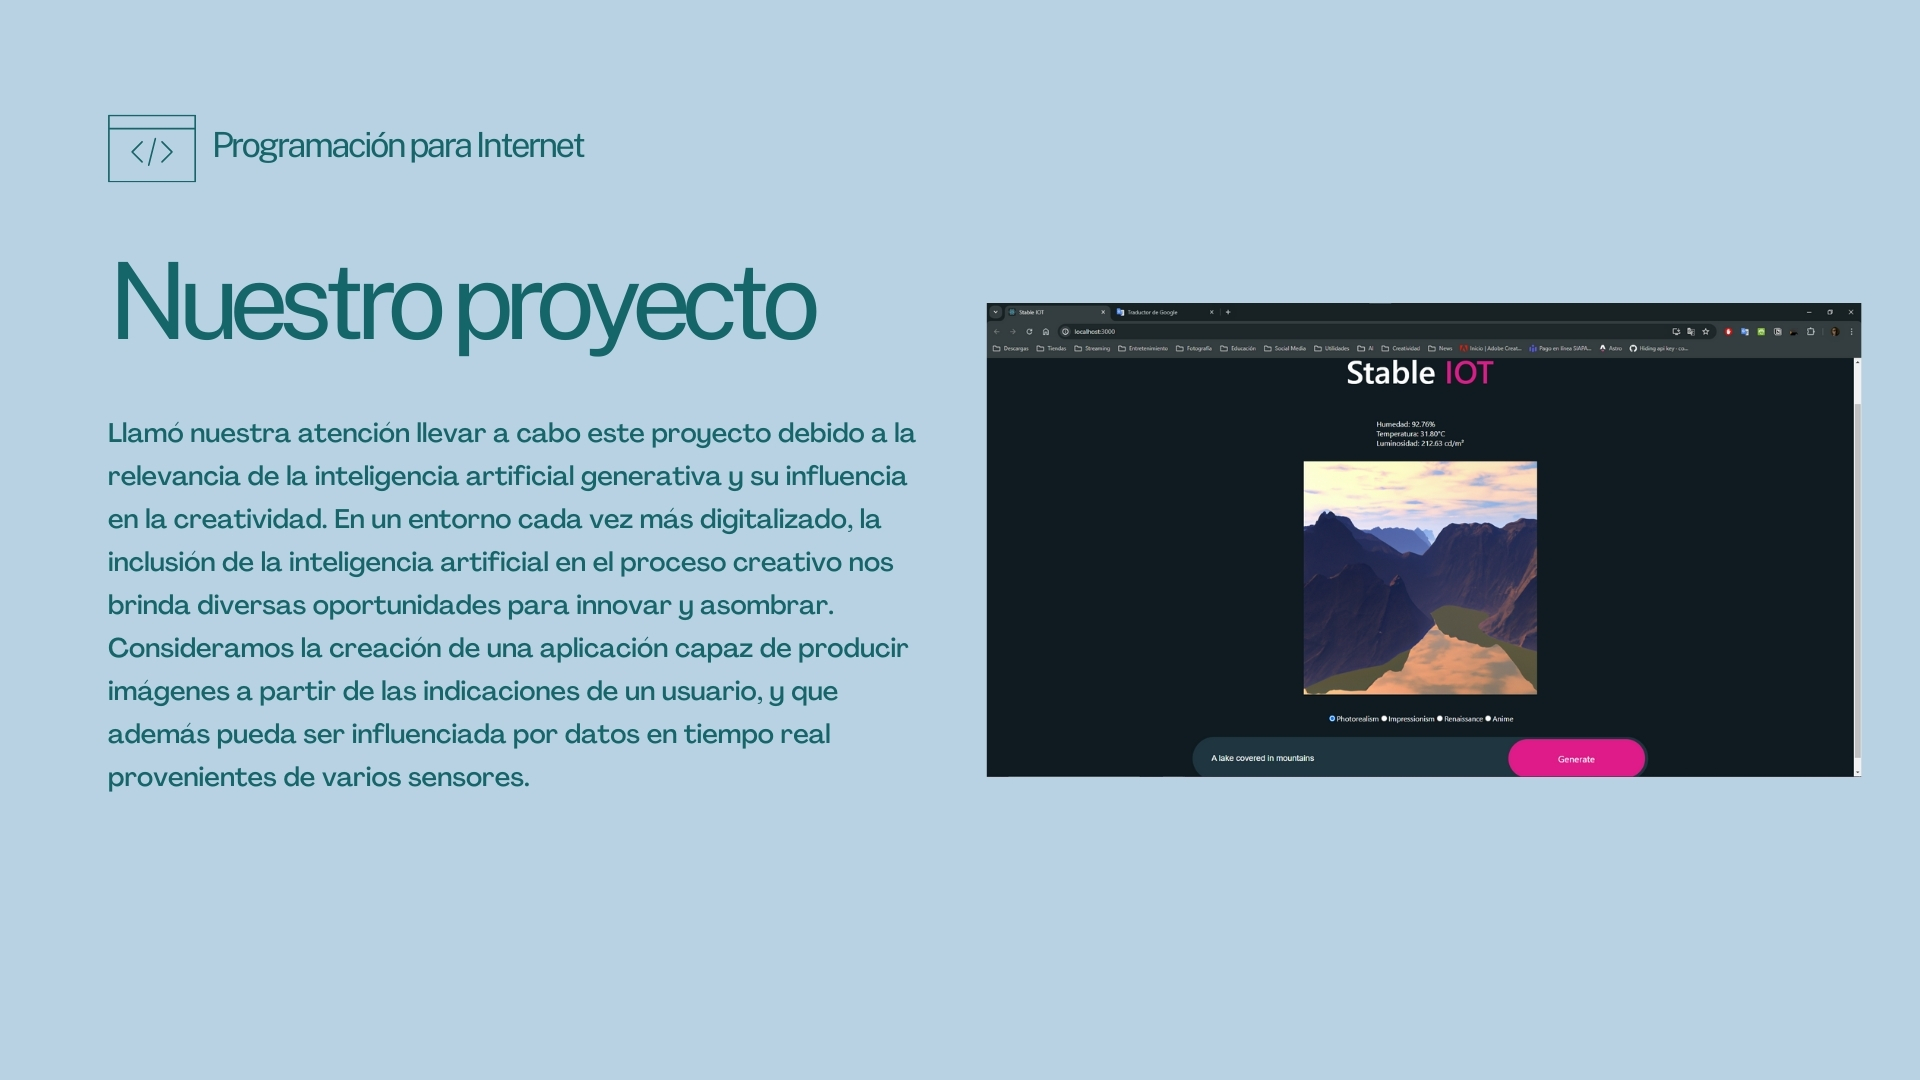 Programación para Internet
Nuestro proyecto
Llamó nuestra atención llevar a cabo este proyecto debido a la
relevancia de la inteligencia artificial generativa y su influencia
en la creatividad. En un entorno cada vez más digitalizado, la
inclusión de la inteligencia artificial en el proceso creativo nos
brinda diversas oportunidades para innovar y asombrar.
Consideramos la creación de una aplicación capaz de producir
imágenes a partir de las indicaciones de un usuario, y que
además pueda ser influenciada por datos en tiempo real
provenientes de varios sensores.
Stable IOT
Traductor de Google
localhost:3000
Descargas Tiendas Streaming Entretenimiento Fotografía Educación Social Media Utilidades AI Creatividad News Inicio | Adobe Creat... Pago en línea SIAPA... Astro Hiding api key - co...
Stable IOT
Humedad: 92.76%
Temperatura: 31.80°C
Luminosidad: 212.63 cd/m²
Photorealism Impressionism Renaissance Anime
A lake covered in mountains
Generate